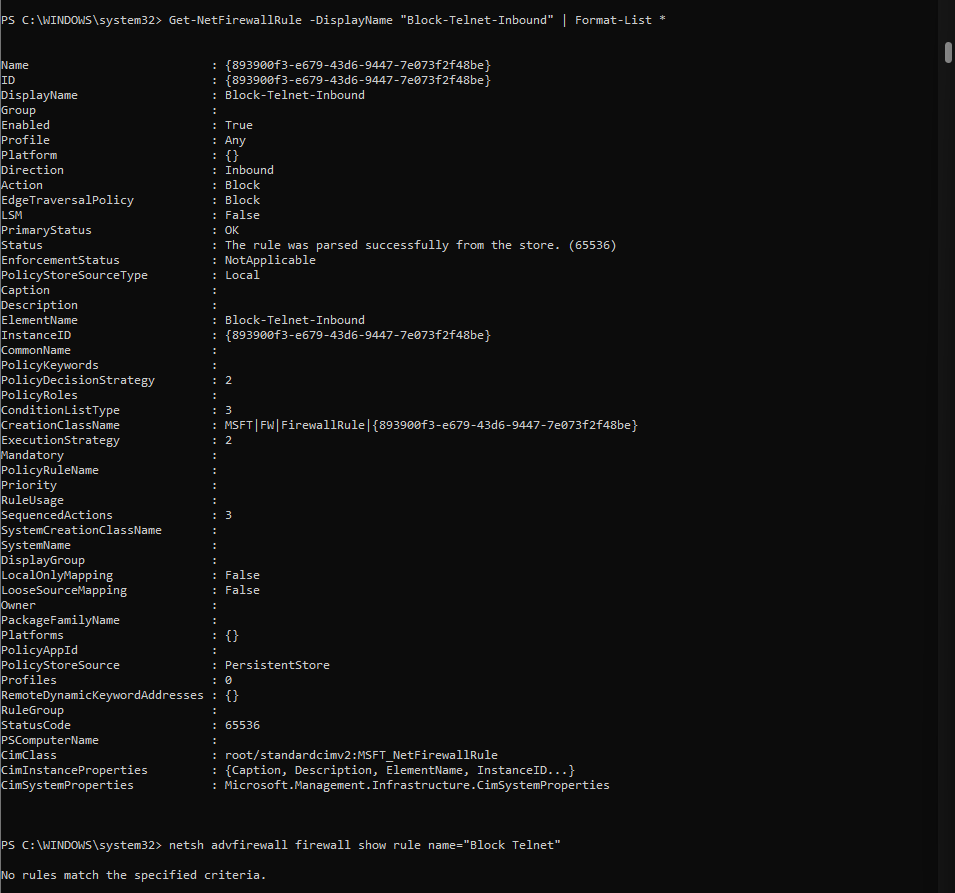 PS C:\WINDOWS\system32> Get-NetFirewallRule -DisplayName "Block-Telnet-Inbound" | Format-List *
Name : {893900f3-e679-43d6-9447-7e073f2f48be}
ID : {893900f3-e679-43d6-9447-7e073f2f48be}
DisplayName : Block-Telnet-Inbound
Group :
Enabled : True
Profile : Any
Platform : {}
Direction : Inbound
Action : Block
EdgeTraversalPolicy : Block
LSM : False
PrimaryStatus : OK
Status : The rule was parsed successfully from the store. (65536)
EnforcementStatus : NotApplicable
PolicyStoreSourceType : Local
Caption :
Description :
ElementName : Block-Telnet-Inbound
InstanceID : {893900f3-e679-43d6-9447-7e073f2f48be}
CommonName :
PolicyKeywords :
PolicyDecisionStrategy : 2
PolicyRoles :
ConditionListType : 3
CreationClassName : MSFT|FW|FirewallRule|{893900f3-e679-43d6-9447-7e073f2f48be}
ExecutionStrategy : 2
Mandatory :
PolicyRuleName :
Priority :
RuleUsage :
SequencedActions : 3
SystemCreationClassName :
SystemName :
DisplayGroup :
LocalOnlyMapping : False
LooseSourceMapping : False
Owner :
PackageFamilyName :
Platforms : {}
PolicyAppId :
PolicyStoreSource : PersistentStore
Profiles : 0
RemoteDynamicKeywordAddresses : {}
RuleGroup :
StatusCode : 65536
PSComputerName :
CimClass : root/standardcimv2:MSFT_NetFirewallRule
CimInstanceProperties : {Caption, Description, ElementName, InstanceID...}
CimSystemProperties : Microsoft.Management.Infrastructure.CimSystemProperties
PS C:\WINDOWS\system32> netsh advfirewall firewall show rule name="Block Telnet"
No rules match the specified criteria.